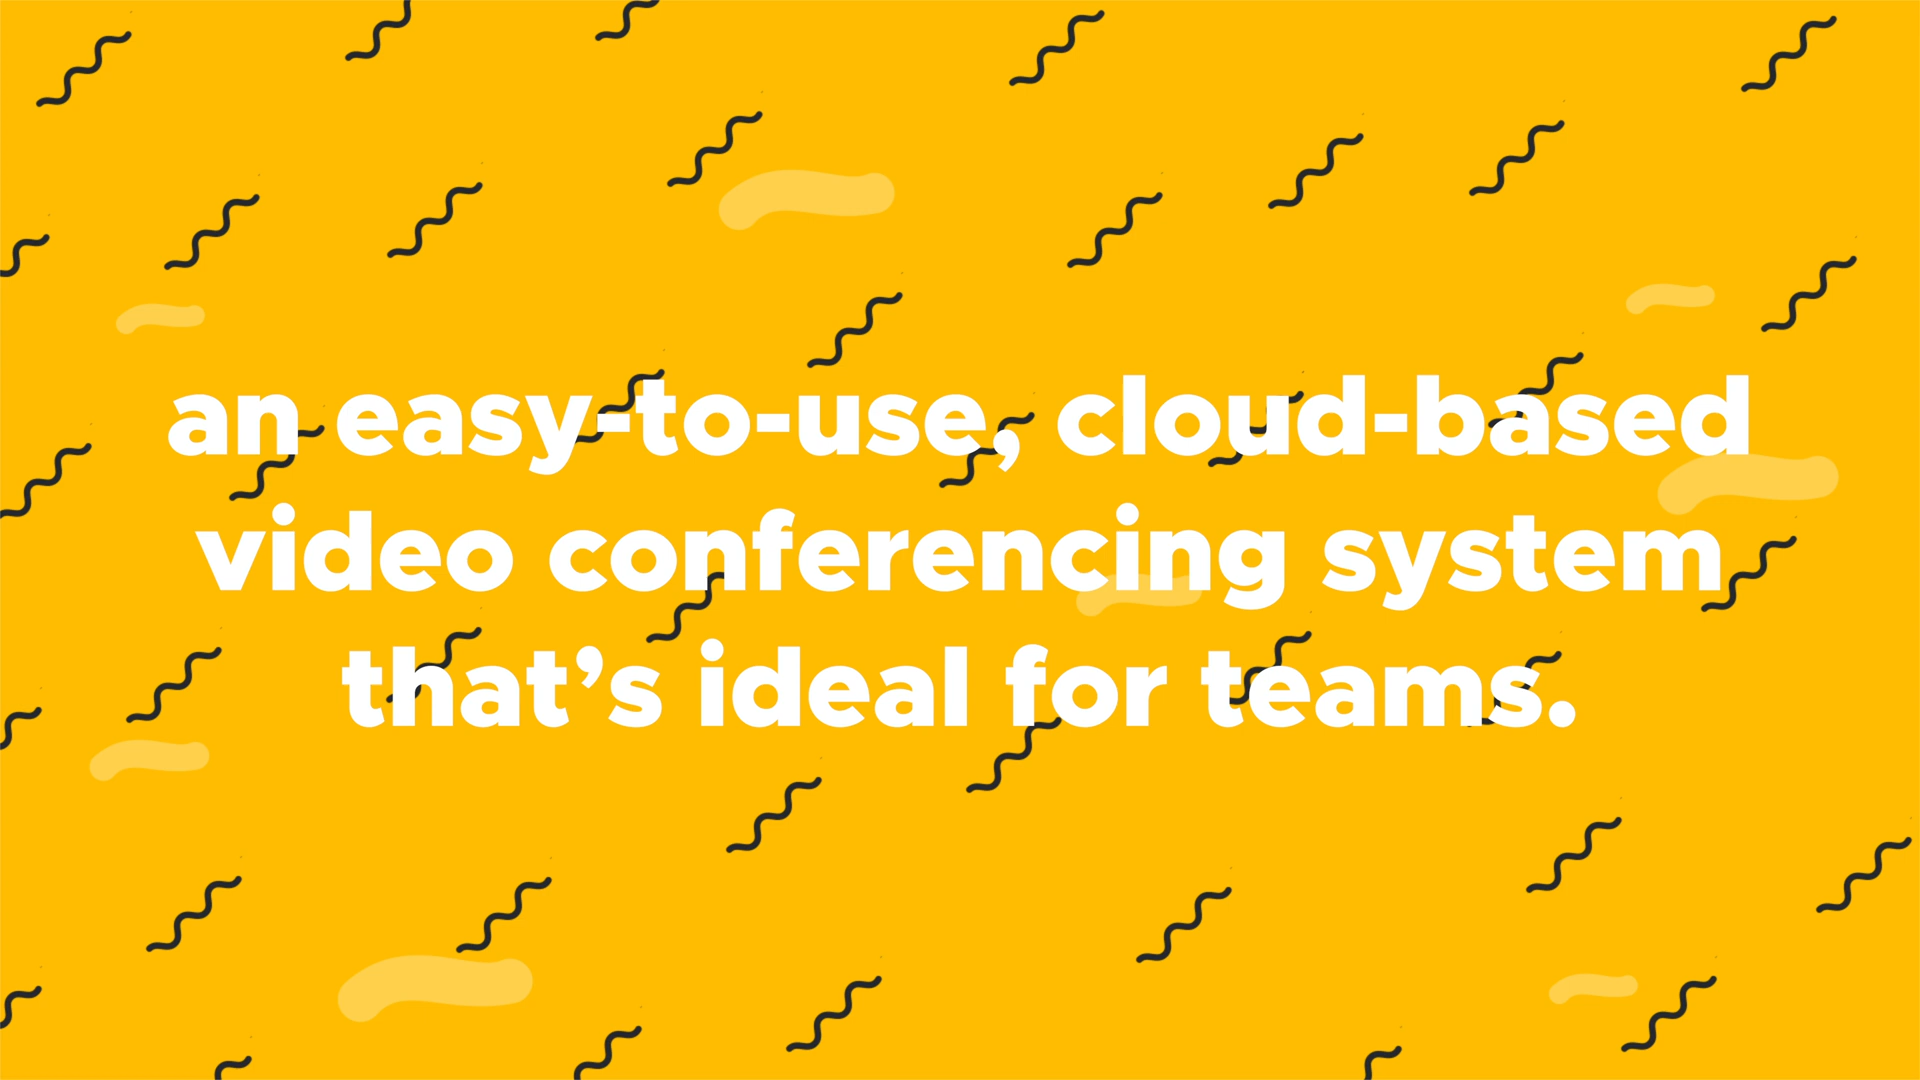 an easy-to-use, cloud-based
video conferencing system
that’s ideal for teams.